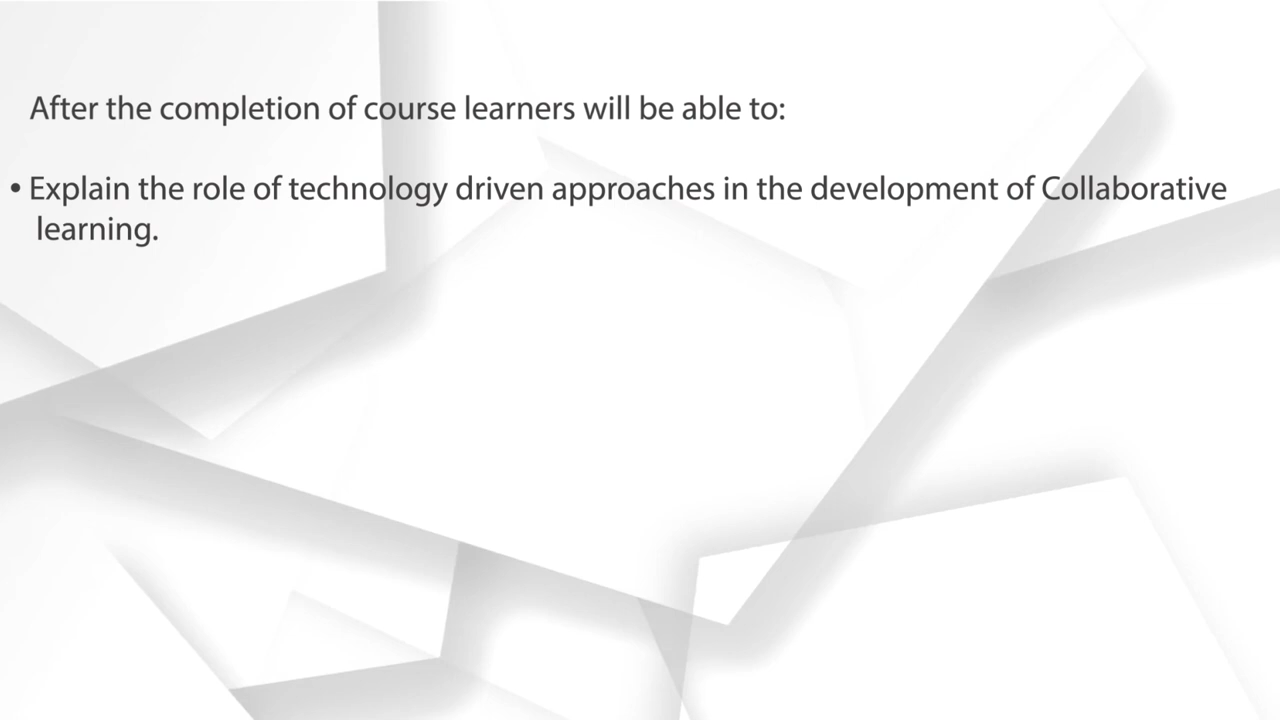 After the completion of course learners will be able to:
• Explain the role of technology driven approaches in the development of Collaborative
learning.